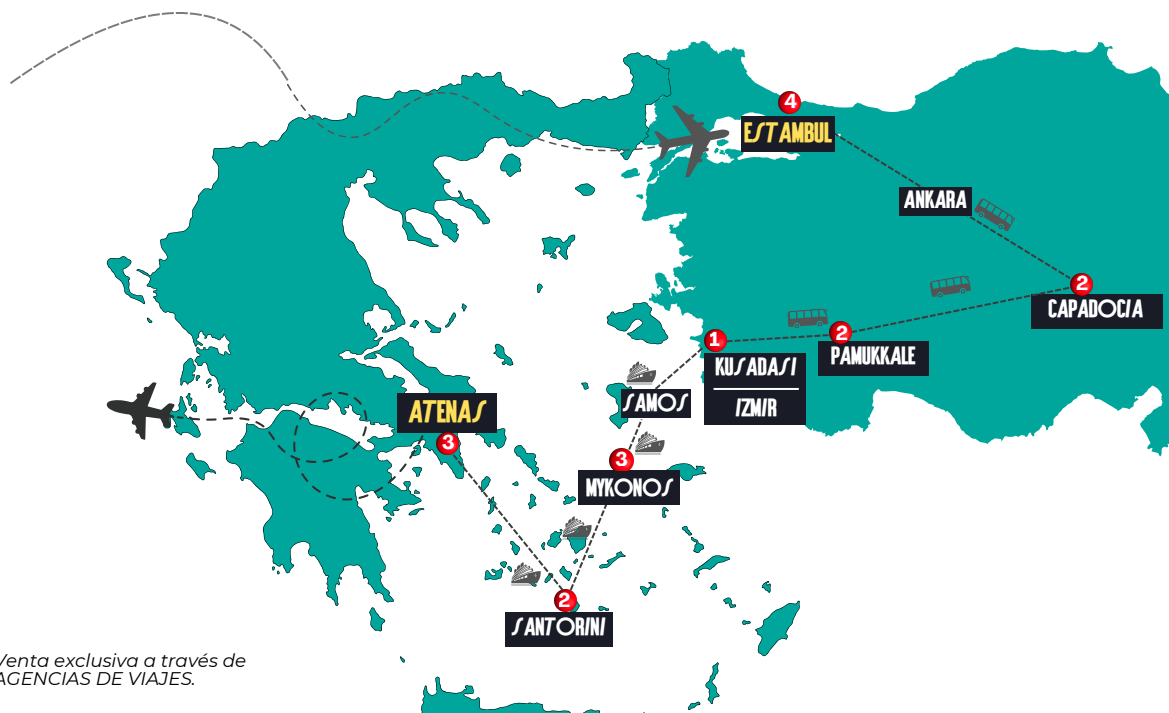 4
ESTAMBUL
ANKARA
2
CAPADOCIA
2
PAMUKKALE
1
KUSADASI
IZMIR
SAMOS
3
MYKONOS
ATENAS
3
2
SANTORINI
Venta exclusiva a través de
AGENCIAS DE VIAJES.